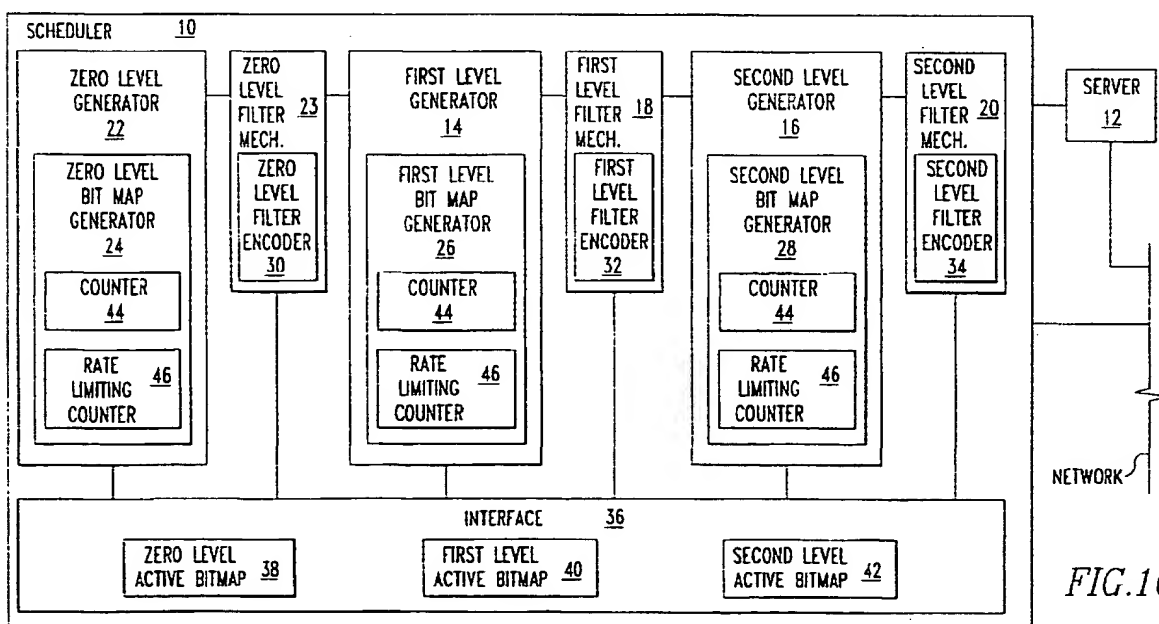 SCHEDULER 10
ZERO LEVEL
GENERATOR
22
ZERO LEVEL
BIT MAP
GENERATOR
24
COUNTER
44
RATE 46
LIMITING
COUNTER
ZERO
LEVEL 23
FILTER
MECH.
ZERO
LEVEL
FILTER
ENCODER
30
FIRST LEVEL
GENERATOR
14
FIRST LEVEL
BIT MAP
GENERATOR
26
COUNTER
44
RATE 46
LIMITING
COUNTER
FIRST
LEVEL 18
FILTER
MECH.
FIRST
LEVEL
FILTER
ENCODER
32
SECOND LEVEL
GENERATOR
16
SECOND LEVEL
BIT MAP
GENERATOR
28
COUNTER
44
RATE 46
LIMITING
COUNTER
SECOND
LEVEL 20
FILTER
MECH.
SECOND
LEVEL
FILTER
ENCODER
34
SERVER
12
NETWORK
INTERFACE 36
ZERO LEVEL 38
ACTIVE BITMAP
FIRST LEVEL 40
ACTIVE BITMAP
SECOND LEVEL 42
ACTIVE BITMAP